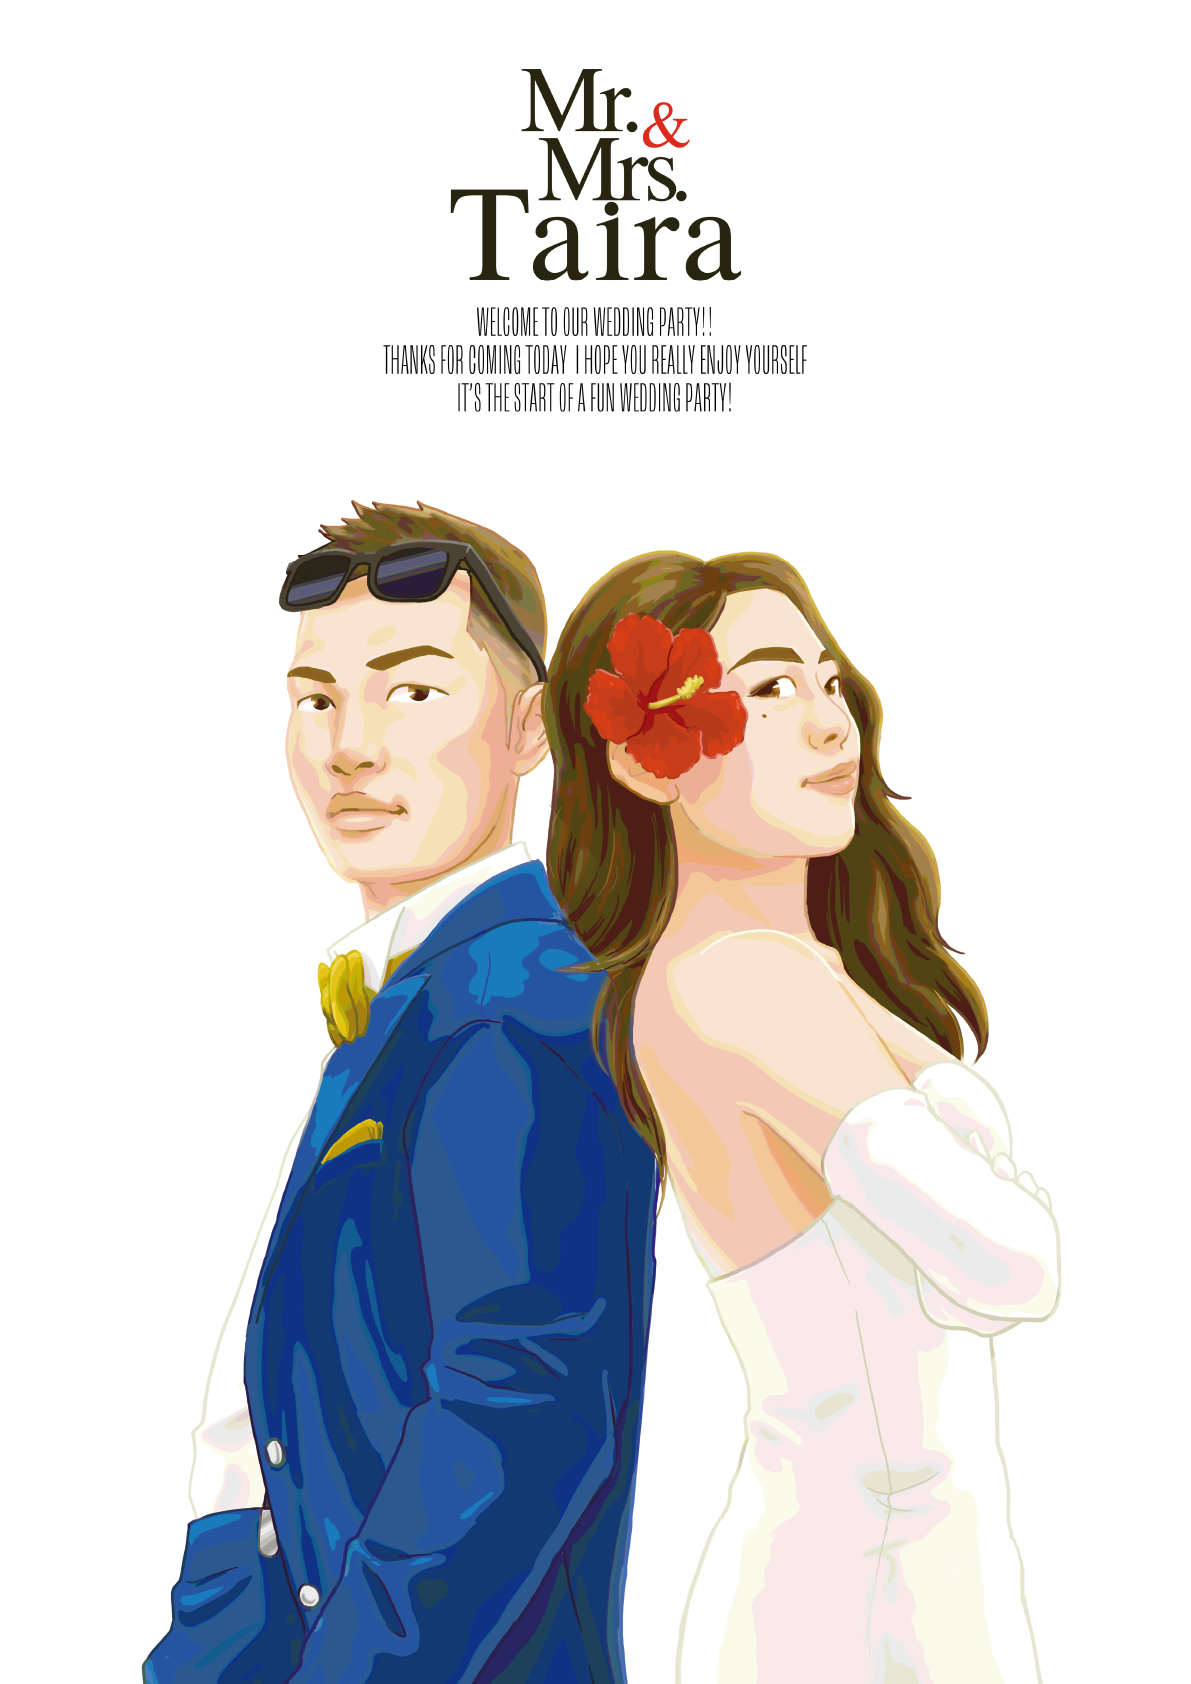 Mr. &
Mrs.
Taira
WELCOME TO OUR WEDDING PARTY!!
THANKS FOR COMING TODAY I HOPE YOU REALLY ENJOY YOURSELF
IT'S THE START OF A FUN WEDDING PARTY!